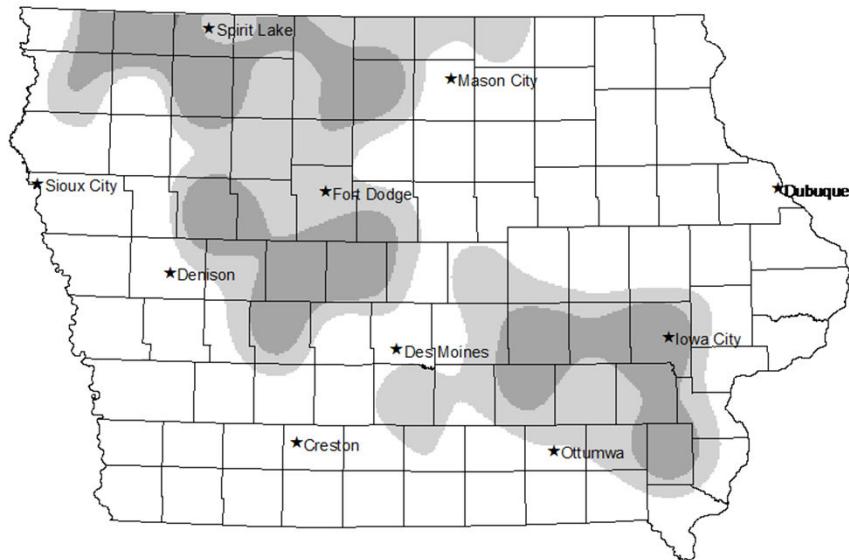 Spirit Lake
Mason City
Sioux City
Fort Dodge
Dubuque
Denison
Iowa City
Des Moines
Creston
Ottumwa